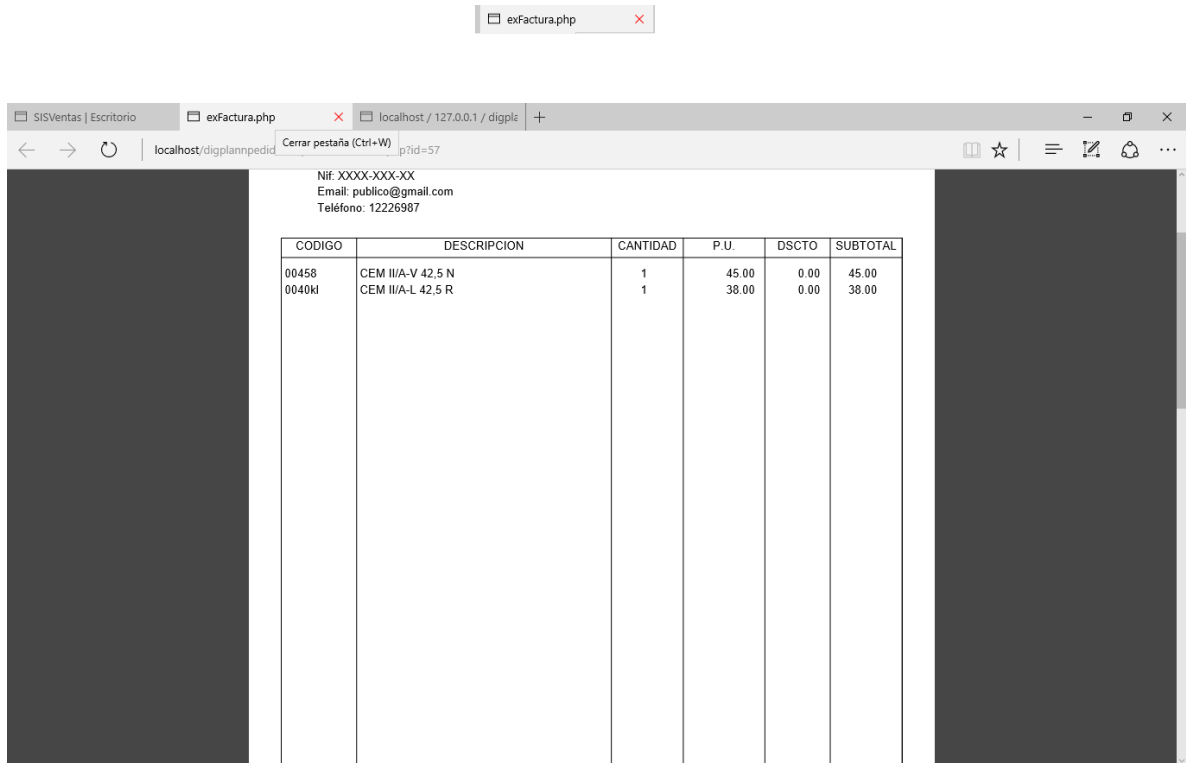 exFactura.php
SISVentas | Escritorio exFactura.php localhost / 127.0.0.1 / digpla
localhost/digplannpedid Cerrar pestaña (Ctrl+W) p?id=57
Nif: XXXX-XXX-XX
Email: publico@gmail.com
Teléfono: 12226987
CODIGO DESCRIPCION CANTIDAD P.U. DSCTO SUBTOTAL
00458 CEM II/A-V 42,5 N 1 45.00 0.00 45.00
0040kl CEM II/A-L 42,5 R 1 38.00 0.00 38.00